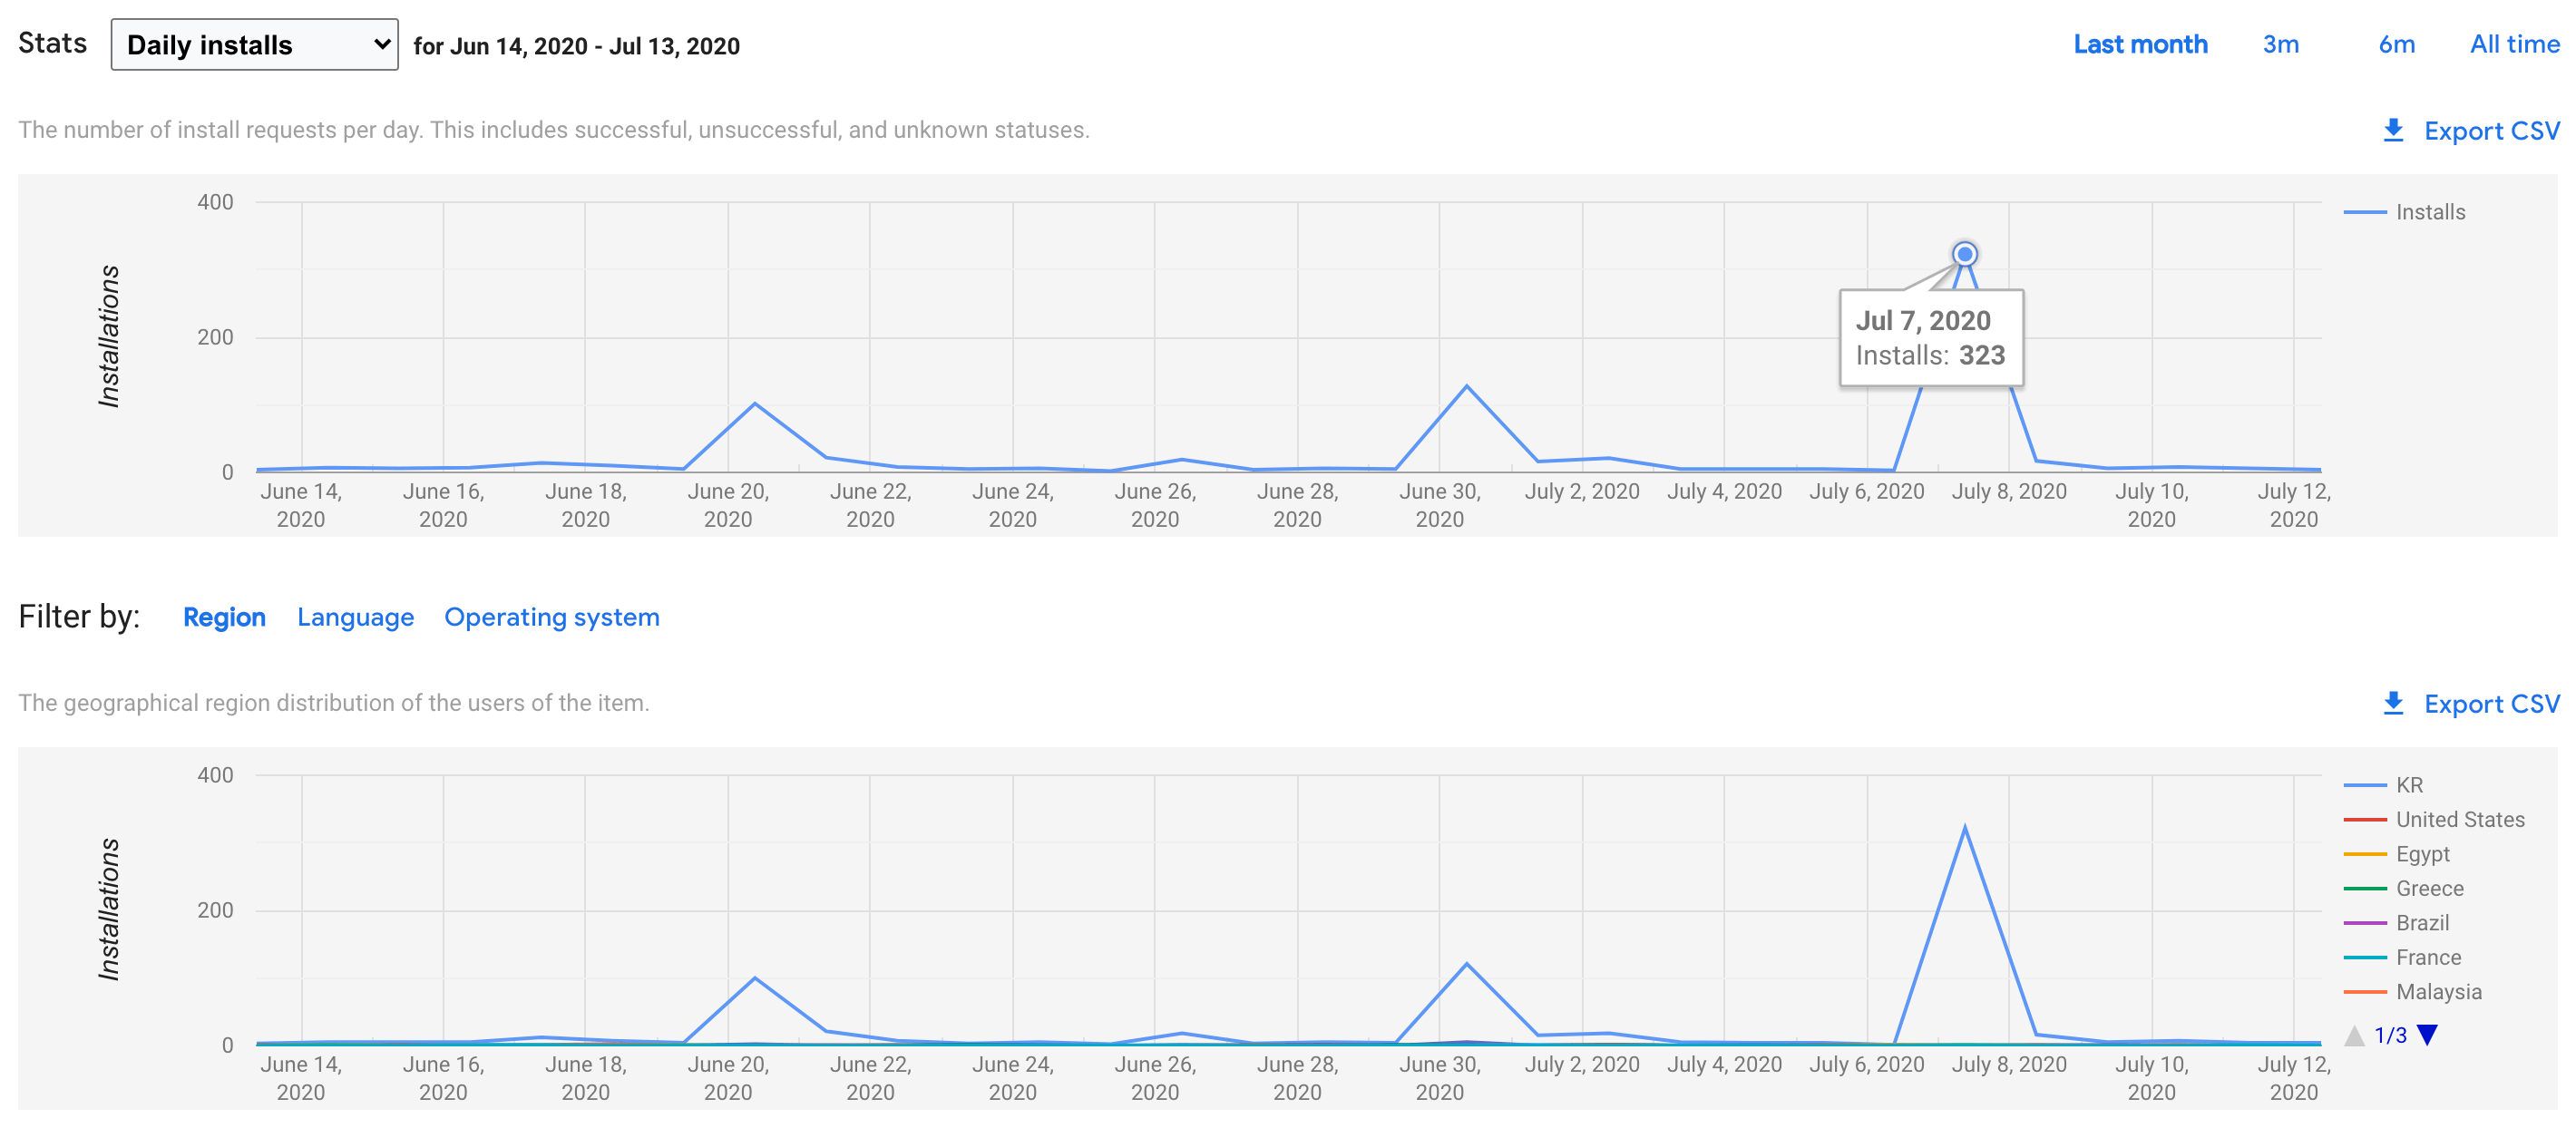 Stats Daily installs for Jun 14, 2020 - Jul 13, 2020 Last month 3m 6m All time
The number of install requests per day. This includes successful, unsuccessful, and unknown statuses. Export CSV
Installations
400
200
0
Installs
Jul 7, 2020
Installs: 323
June 14, 2020
June 16, 2020
June 18, 2020
June 20, 2020
June 22, 2020
June 24, 2020
June 26, 2020
June 28, 2020
June 30, 2020
July 2, 2020
July 4, 2020
July 6, 2020
July 8, 2020
July 10, 2020
July 12, 2020
Filter by: Region Language Operating system
The geographical region distribution of the users of the item. Export CSV
Installations
400
200
0
KR
United States
Egypt
Greece
Brazil
France
Malaysia
1/3
June 14, 2020
June 16, 2020
June 18, 2020
June 20, 2020
June 22, 2020
June 24, 2020
June 26, 2020
June 28, 2020
June 30, 2020
July 2, 2020
July 4, 2020
July 6, 2020
July 8, 2020
July 10, 2020
July 12, 2020